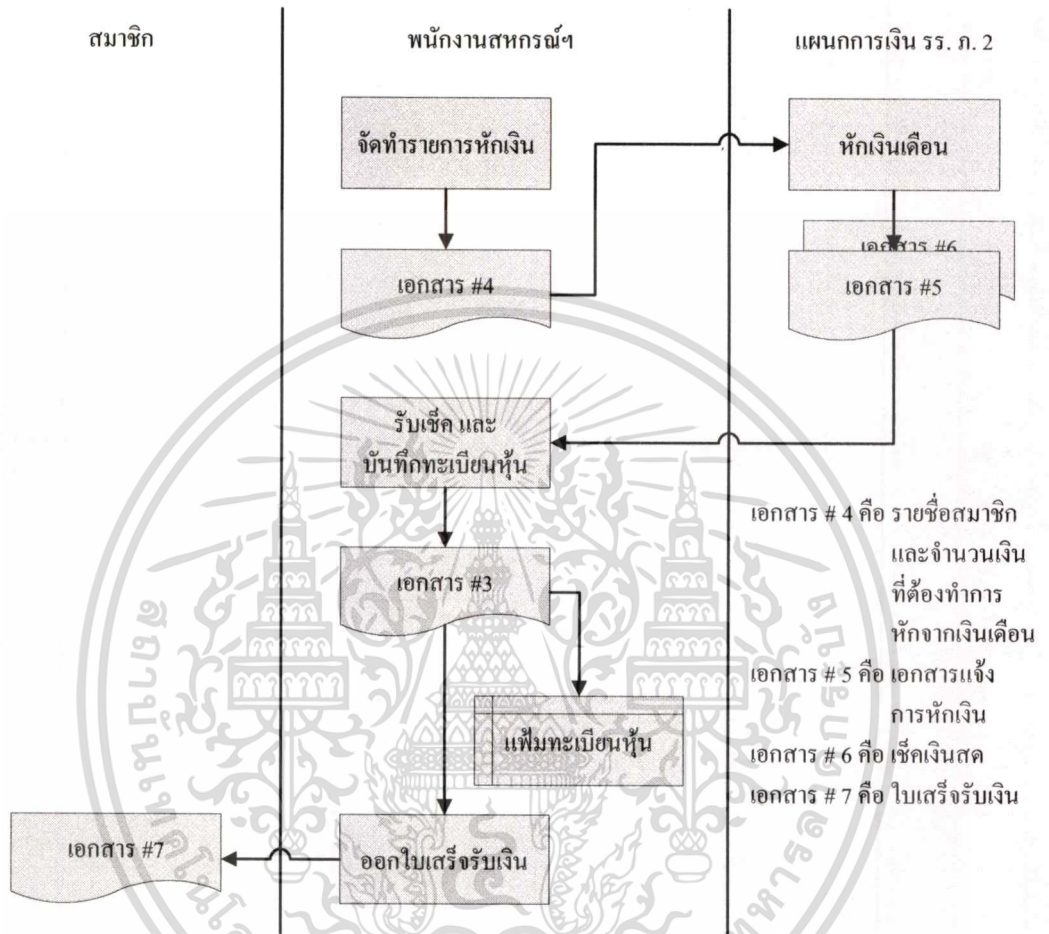 สมาชิก
พนักงานสหกรณ์ฯ
แผนกการเงิน รร. ภ. 2
จัดทำรายการหักเงิน
หักเงินเดือน
เอกสาร #4
เอกสาร #6
เอกสาร #5
รับเช็ค และ
บันทึกทะเบียนหุ้น
เอกสาร #3
แฟ้มทะเบียนหุ้น
เอกสาร #7
ออกใบเสร็จรับเงิน
เอกสาร # 4 คือ รายชื่อสมาชิก
และจำนวนเงิน
ที่ต้องทำการ
หักจากเงินเดือน
เอกสาร # 5 คือ เอกสารแจ้ง
การหักเงิน
เอกสาร # 6 คือ เช็คเงินสด
เอกสาร # 7 คือ ใบเสร็จรับเงิน